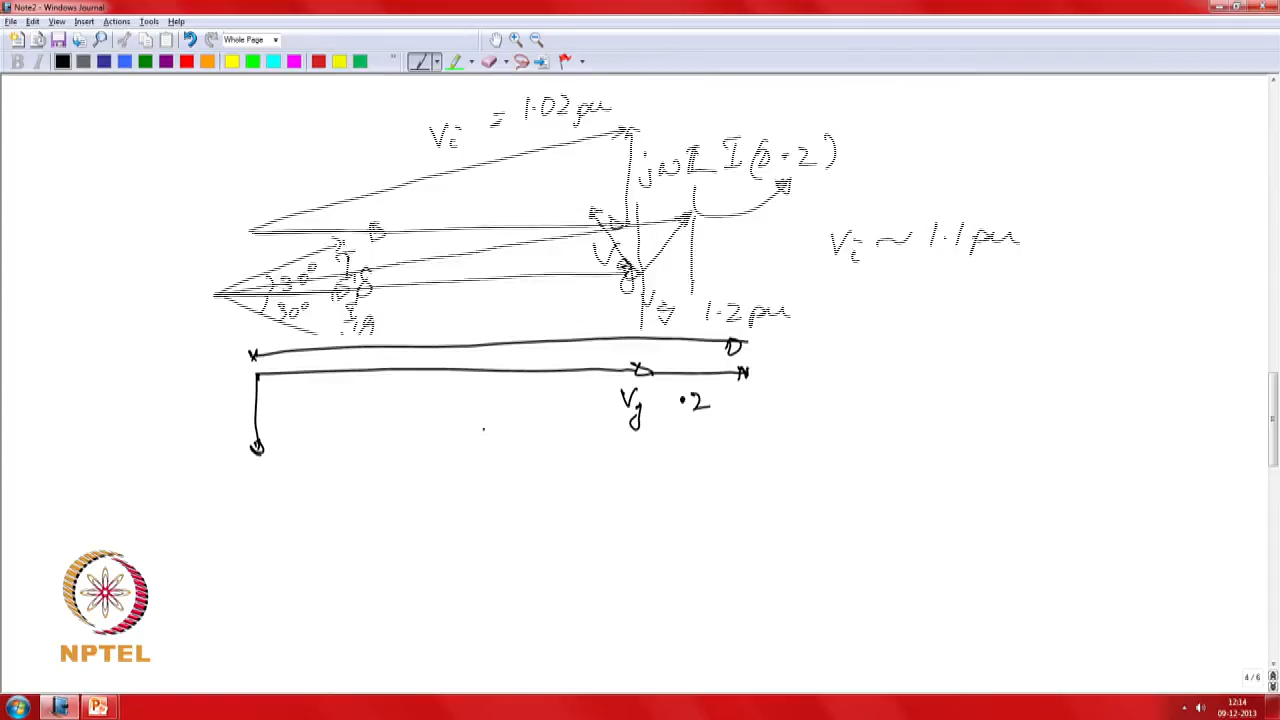 Note2 - Windows Journal
File Edit View Insert Actions Tools Help
Whole Page
B I
Vi = 1.02 pu
jωL I (0.2)
Vi ~ 1.1 pu
Vg
30°
30°
1.2 pu
Vg .2
NPTEL
4 / 6
12:14
09-12-2013